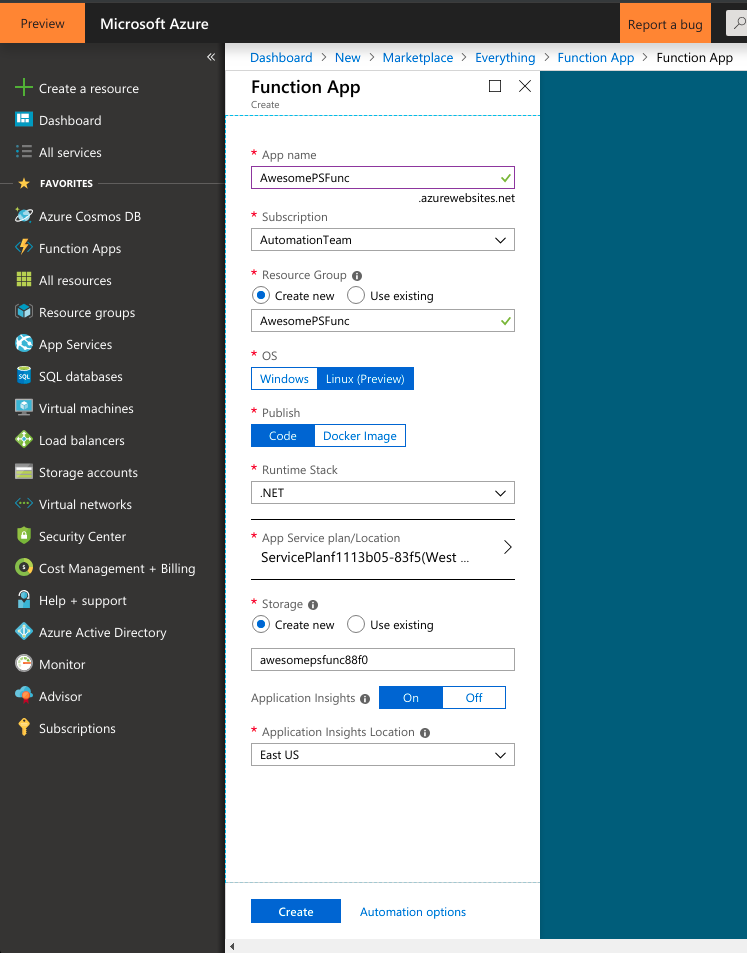 Preview
Microsoft Azure
Report a bug
«
Dashboard > New > Marketplace > Everything > Function App > Function App
Create a resource
Dashboard
All services
FAVORITES
Azure Cosmos DB
Function Apps
All resources
Resource groups
App Services
SQL databases
Virtual machines
Load balancers
Storage accounts
Virtual networks
Security Center
Cost Management + Billing
Help + support
Azure Active Directory
Monitor
Advisor
Subscriptions
Function App
Create
* App name
AwesomePSFunc
.azurewebsites.net
* Subscription
AutomationTeam
* Resource Group
Create new Use existing
AwesomePSFunc
* OS
Windows Linux (Preview)
* Publish
Code Docker Image
* Runtime Stack
.NET
* App Service plan/Location
ServicePlanf1113b05-83f5(West ...
* Storage
Create new Use existing
awesomepsfunc88f0
Application Insights On Off
* Application Insights Location
East US
Create Automation options